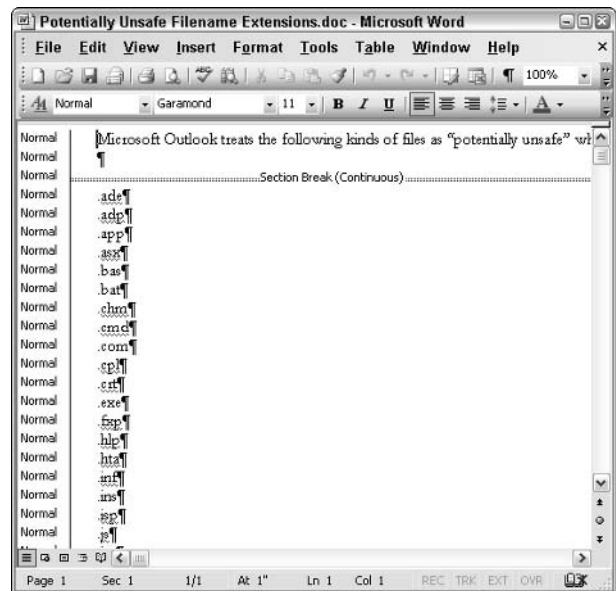 Potentially Unsafe Filename Extensions.doc - Microsoft Word
File Edit View Insert Format Tools Table Window Help
100%
Normal Garamond 11 B I U A
Normal Microsoft Outlook treats the following kinds of files as “potentially unsafe” wh
Normal ¶
Normal Section Break (Continuous)
Normal .ade¶
Normal .adp¶
Normal .app¶
Normal .asx¶
Normal .bas¶
Normal .bat¶
Normal .chm¶
Normal .cmd¶
Normal .com¶
Normal .cpl¶
Normal .crt¶
Normal .exe¶
Normal .fxp¶
Normal .hlp¶
Normal .hta¶
Normal .inf¶
Normal .ins¶
Normal .isp¶
Normal .js¶
Page 1 Sec 1 1/1 At 1" Ln 1 Col 1 REC TRK EXT OVR